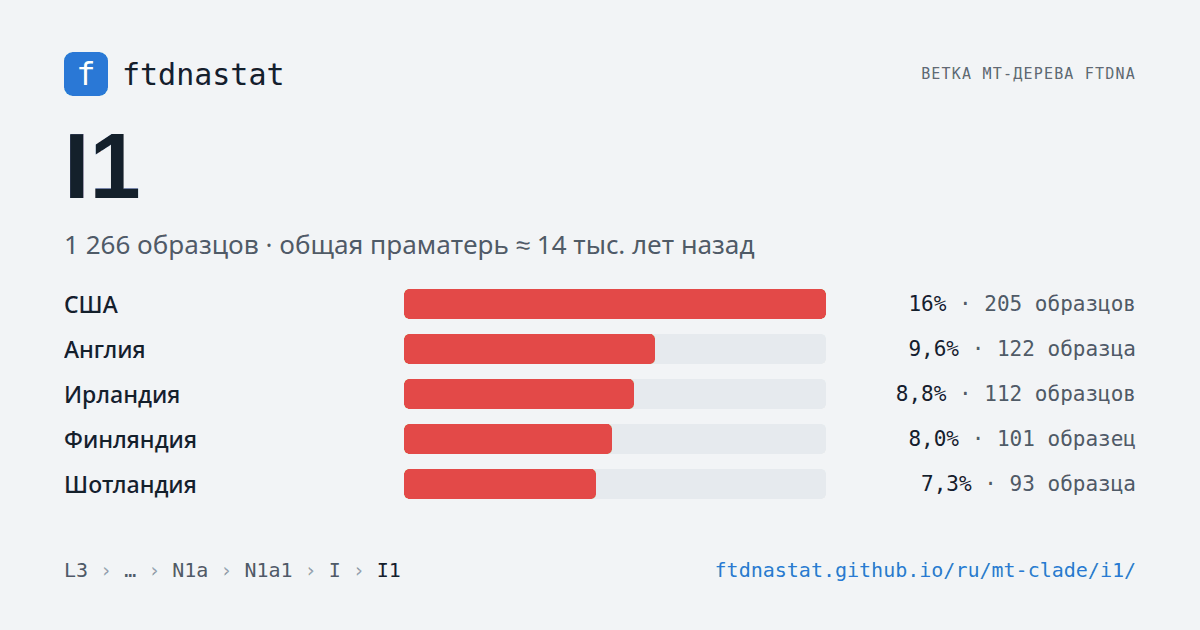 f ftdnastat
ВЕТКА МТ-ДЕРЕВА FTDNA
I1
1 266 образцов · общая праматерь ≈ 14 тыс. лет назад
США 16% · 205 образцов
Англия 9,6% · 122 образца
Ирландия 8,8% · 112 образцов
Финляндия 8,0% · 101 образец
Шотландия 7,3% · 93 образца
L3 › … › N1a › N1a1 › I › I1
ftdnastat.github.io/ru/mt-clade/i1/